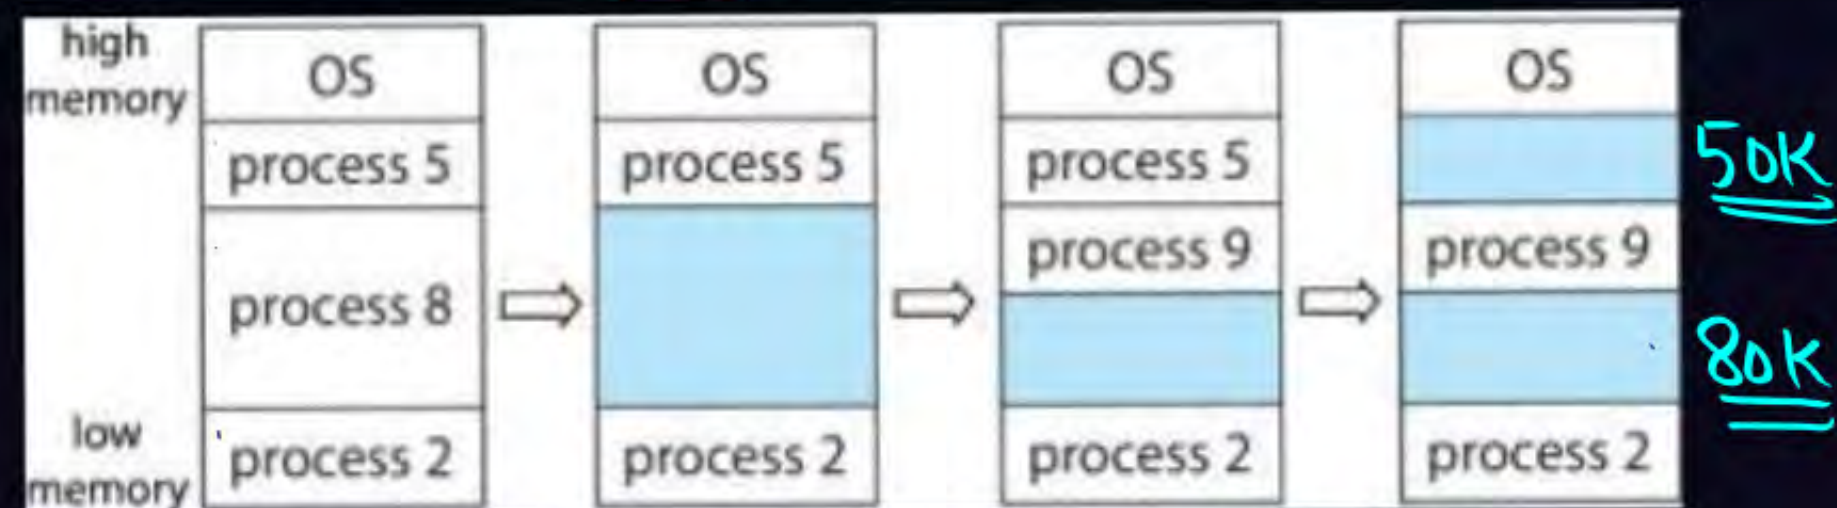 high memory
OS
process 5
process 8
low memory
process 2
OS
process 5
process 2
OS
process 5
process 9
process 2
OS
process 9
process 2
50K
80K